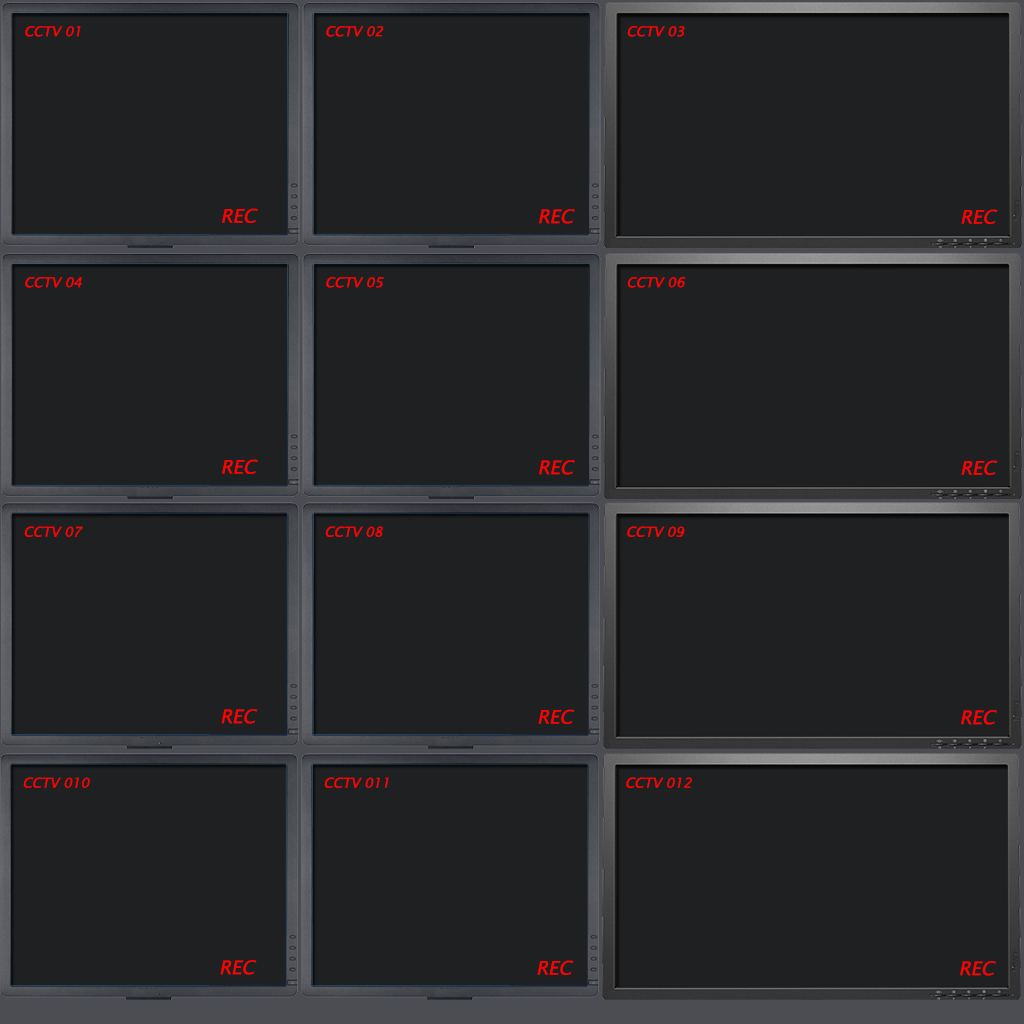 CCTV 01
CCTV 02
CCTV 03
REC
REC
REC
CCTV 04
CCTV 05
CCTV 06
REC
REC
REC
CCTV 07
CCTV 08
CCTV 09
REC
REC
REC
CCTV 010
CCTV 011
CCTV 012
REC
REC
REC